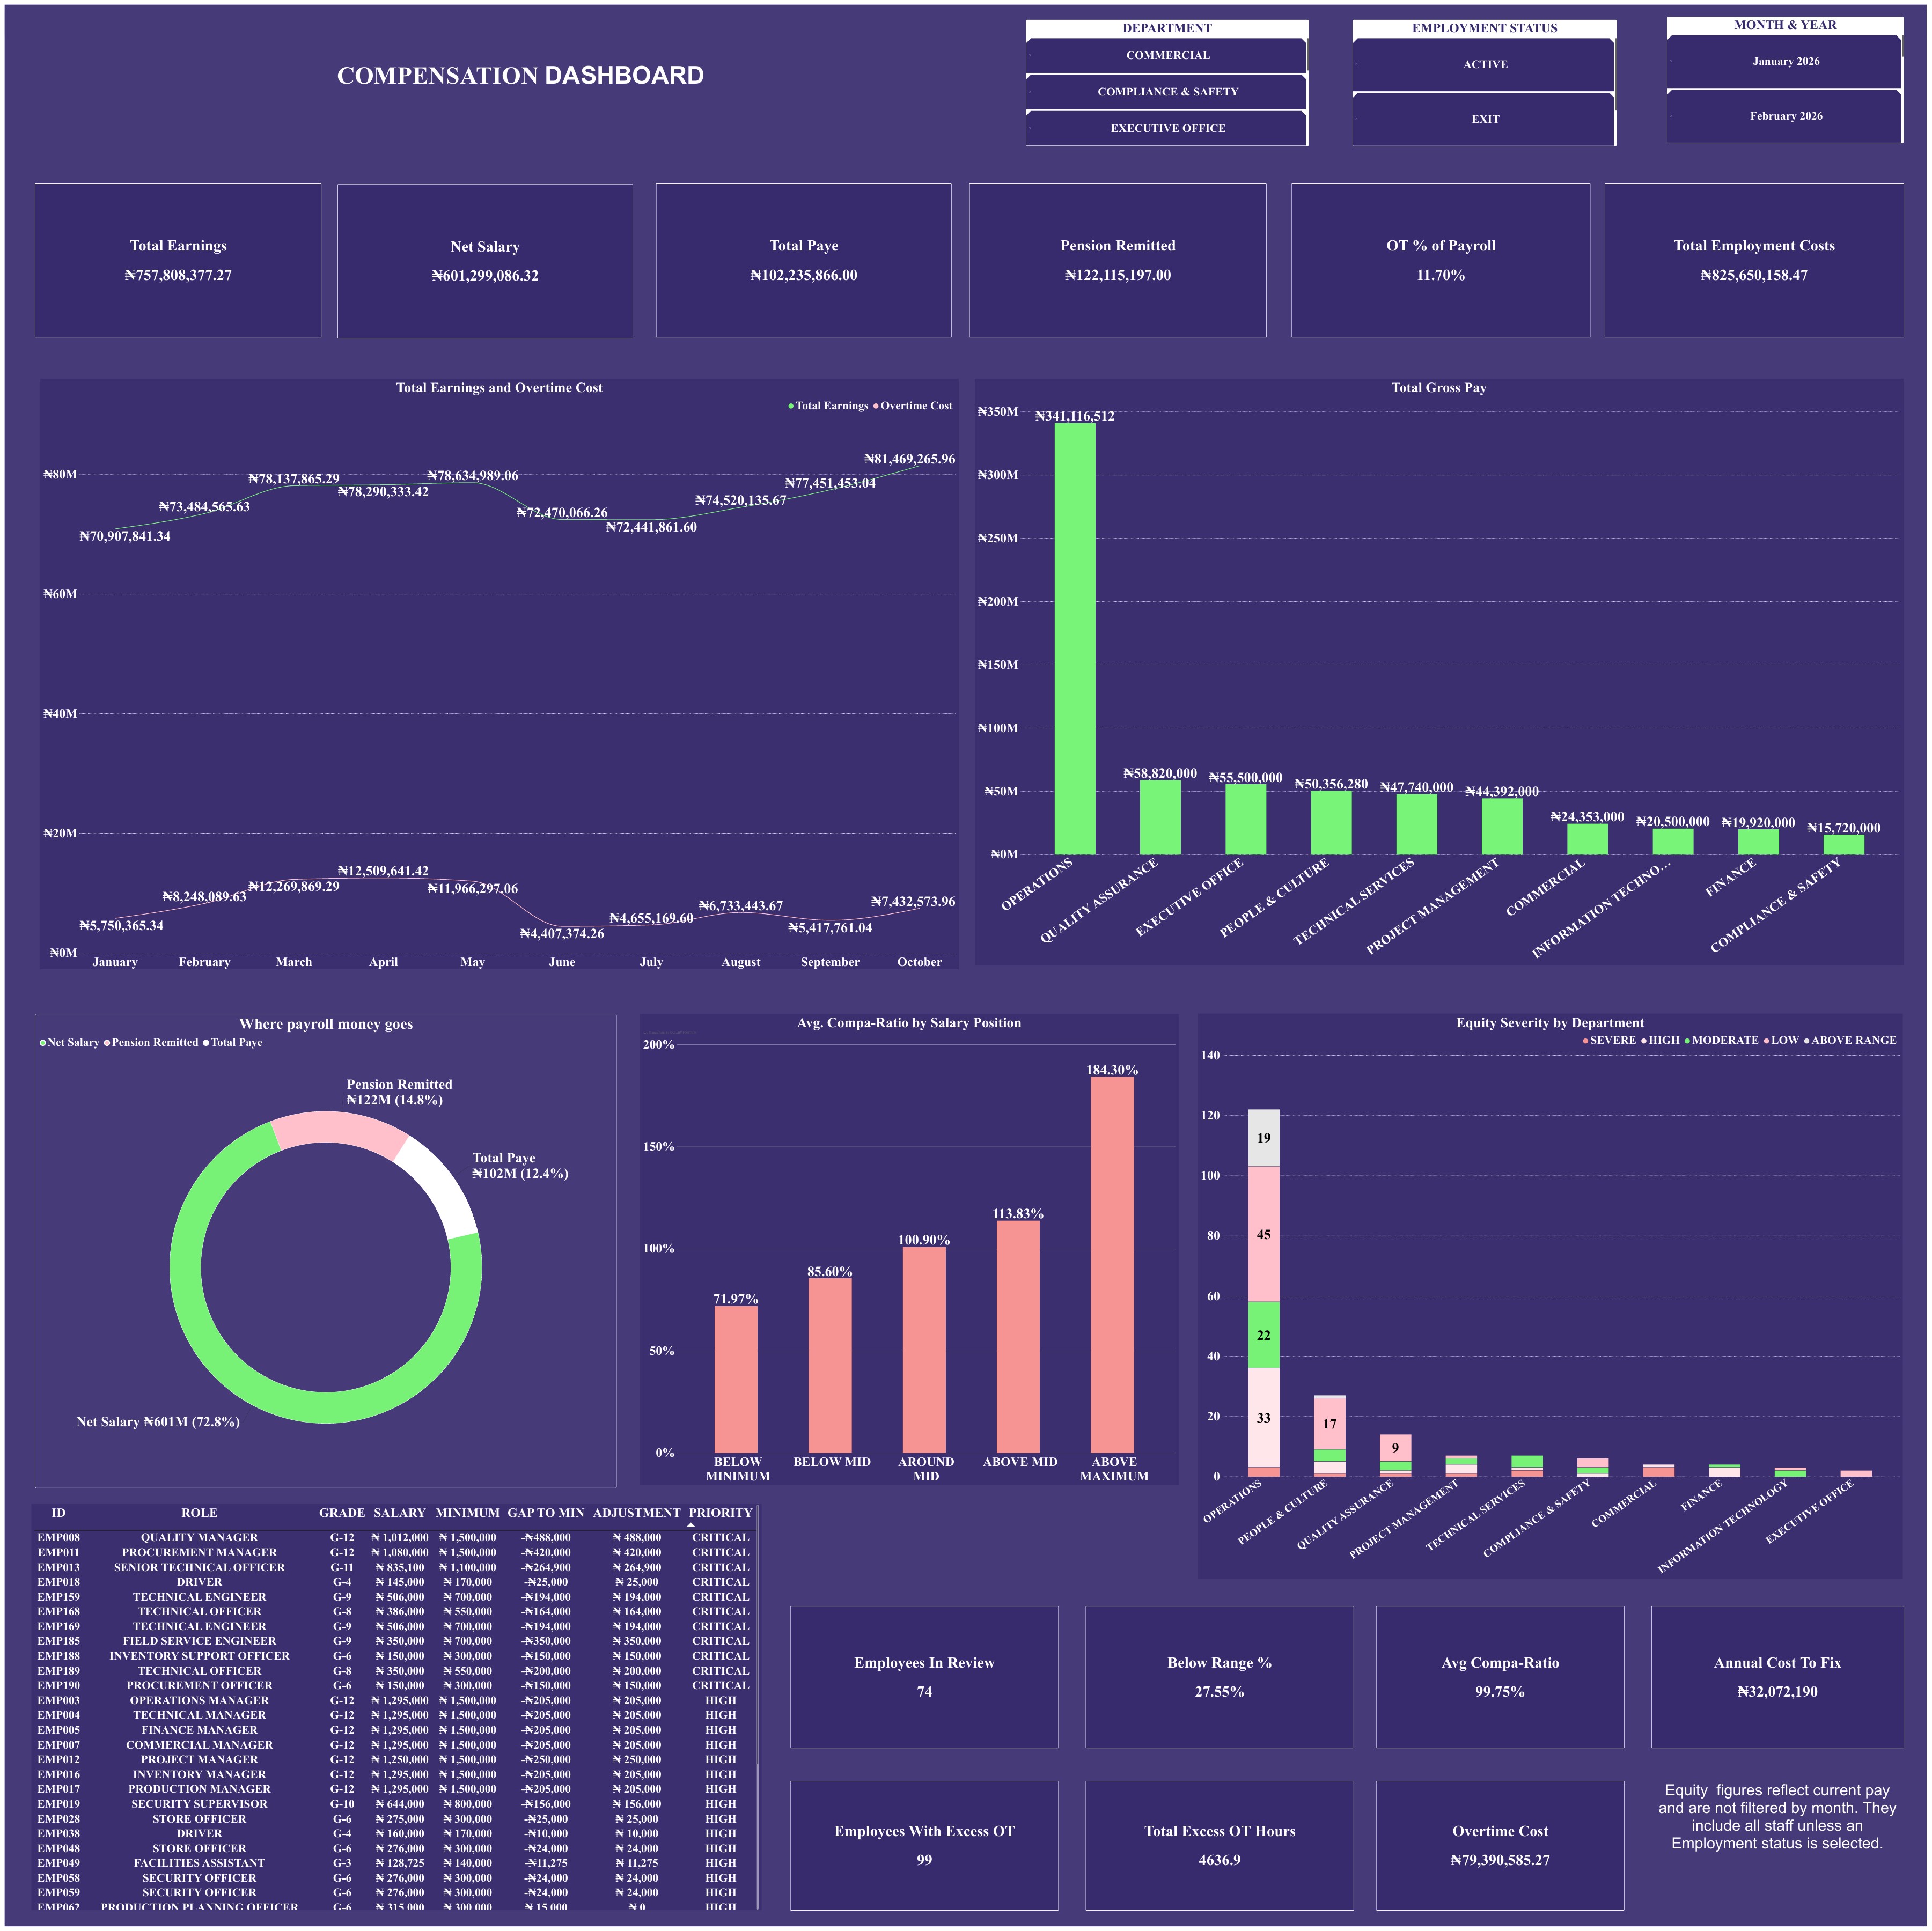 COMPENSATION DASHBOARD
DEPARTMENT
COMMERCIAL
COMPLIANCE & SAFETY
EXECUTIVE OFFICE
EMPLOYMENT STATUS
ACTIVE
EXIT
MONTH & YEAR
January 2026
February 2026
Total Earnings
₦757,808,377.27
Net Salary
₦601,299,086.32
Total Paye
₦102,235,866.00
Pension Remitted
₦122,115,197.00
OT % of Payroll
11.70%
Total Employment Costs
₦825,650,158.47
Total Earnings and Overtime Cost
Total Earnings Overtime Cost
₦80M
₦60M
₦40M
₦20M
₦0M
₦70,907,841.34
₦73,484,565.63
₦78,137,865.29
₦78,290,333.42
₦78,634,989.06
₦72,470,066.26
₦72,441,861.60
₦74,520,135.67
₦77,451,453.04
₦81,469,265.96
₦5,750,365.34
₦8,248,089.63
₦12,269,869.29
₦12,509,641.42
₦11,966,297.06
₦4,407,374.26
₦4,655,169.60
₦6,733,443.67
₦5,417,761.04
₦7,432,573.96
January February March April May June July August September October
Total Gross Pay
₦350M
₦300M
₦250M
₦200M
₦150M
₦100M
₦50M
₦0M
₦341,116,512
₦58,820,000
₦55,500,000
₦50,356,280
₦47,740,000
₦44,392,000
₦24,353,000
₦20,500,000
₦19,920,000
₦15,720,000
OPERATIONS
QUALITY ASSURANCE
EXECUTIVE OFFICE
PEOPLE & CULTURE
TECHNICAL SERVICES
PROJECT MANAGEMENT
COMMERCIAL
INFORMATION TECHNO…
FINANCE
COMPLIANCE & SAFETY
Where payroll money goes
Net Salary Pension Remitted Total Paye
Pension Remitted
₦122M (14.8%)
Total Paye
₦102M (12.4%)
Net Salary ₦601M (72.8%)
Avg. Compa-Ratio by Salary Position
200%
150%
100%
50%
0%
71.97%
85.60%
100.90%
113.83%
184.30%
BELOW MINIMUM
BELOW MID
AROUND MID
ABOVE MID
ABOVE MAXIMUM
Equity Severity by Department
SEVERE HIGH MODERATE LOW ABOVE RANGE
140
120
100
80
60
40
20
0
19
45
22
33
17
9
OPERATIONS
PEOPLE & CULTURE
QUALITY ASSURANCE
PROJECT MANAGEMENT
TECHNICAL SERVICES
COMPLIANCE & SAFETY
COMMERCIAL
FINANCE
INFORMATION TECHNOLOGY
EXECUTIVE OFFICE
ID ROLE GRADE SALARY MINIMUM GAP TO MIN ADJUSTMENT PRIORITY
EMP008 QUALITY MANAGER G-12 ₦ 1,012,000 ₦ 1,500,000 -₦488,000 ₦ 488,000 CRITICAL
EMP011 PROCUREMENT MANAGER G-12 ₦ 1,080,000 ₦ 1,500,000 -₦420,000 ₦ 420,000 CRITICAL
EMP013 SENIOR TECHNICAL OFFICER G-11 ₦ 835,100 ₦ 1,100,000 -₦264,900 ₦ 264,900 CRITICAL
EMP018 DRIVER G-4 ₦ 145,000 ₦ 170,000 -₦25,000 ₦ 25,000 CRITICAL
EMP159 TECHNICAL ENGINEER G-9 ₦ 506,000 ₦ 700,000 -₦194,000 ₦ 194,000 CRITICAL
EMP168 TECHNICAL OFFICER G-8 ₦ 386,000 ₦ 550,000 -₦164,000 ₦ 164,000 CRITICAL
EMP169 TECHNICAL ENGINEER G-9 ₦ 506,000 ₦ 700,000 -₦194,000 ₦ 194,000 CRITICAL
EMP185 FIELD SERVICE ENGINEER G-9 ₦ 350,000 ₦ 700,000 -₦350,000 ₦ 350,000 CRITICAL
EMP188 INVENTORY SUPPORT OFFICER G-6 ₦ 150,000 ₦ 300,000 -₦150,000 ₦ 150,000 CRITICAL
EMP189 TECHNICAL OFFICER G-8 ₦ 350,000 ₦ 550,000 -₦200,000 ₦ 200,000 CRITICAL
EMP190 PROCUREMENT OFFICER G-6 ₦ 150,000 ₦ 300,000 -₦150,000 ₦ 150,000 CRITICAL
EMP003 OPERATIONS MANAGER G-12 ₦ 1,295,000 ₦ 1,500,000 -₦205,000 ₦ 205,000 HIGH
EMP004 TECHNICAL MANAGER G-12 ₦ 1,295,000 ₦ 1,500,000 -₦205,000 ₦ 205,000 HIGH
EMP005 FINANCE MANAGER G-12 ₦ 1,295,000 ₦ 1,500,000 -₦205,000 ₦ 205,000 HIGH
EMP007 COMMERCIAL MANAGER G-12 ₦ 1,295,000 ₦ 1,500,000 -₦205,000 ₦ 205,000 HIGH
EMP012 PROJECT MANAGER G-12 ₦ 1,250,000 ₦ 1,500,000 -₦250,000 ₦ 250,000 HIGH
EMP016 INVENTORY MANAGER G-12 ₦ 1,295,000 ₦ 1,500,000 -₦205,000 ₦ 205,000 HIGH
EMP017 PRODUCTION MANAGER G-12 ₦ 1,295,000 ₦ 1,500,000 -₦205,000 ₦ 205,000 HIGH
EMP019 SECURITY SUPERVISOR G-10 ₦ 644,000 ₦ 800,000 -₦156,000 ₦ 156,000 HIGH
EMP028 STORE OFFICER G-6 ₦ 275,000 ₦ 300,000 -₦25,000 ₦ 25,000 HIGH
EMP038 DRIVER G-4 ₦ 160,000 ₦ 170,000 -₦10,000 ₦ 10,000 HIGH
EMP048 STORE OFFICER G-6 ₦ 276,000 ₦ 300,000 -₦24,000 ₦ 24,000 HIGH
EMP049 FACILITIES ASSISTANT G-3 ₦ 128,725 ₦ 140,000 -₦11,275 ₦ 11,275 HIGH
EMP058 SECURITY OFFICER G-6 ₦ 276,000 ₦ 300,000 -₦24,000 ₦ 24,000 HIGH
EMP059 SECURITY OFFICER G-6 ₦ 276,000 ₦ 300,000 -₦24,000 ₦ 24,000 HIGH
EMP062 PRODUCTION PLANNING OFFICER G-6 ₦ 315,000 ₦ 300,000 ₦ 15,000 ₦ 0 HIGH
Employees In Review
74
Below Range %
27.55%
Avg Compa-Ratio
99.75%
Annual Cost To Fix
₦32,072,190
Employees With Excess OT
99
Total Excess OT Hours
4636.9
Overtime Cost
₦79,390,585.27
Equity figures reflect current pay
and are not filtered by month. They
include all staff unless an
Employment status is selected.